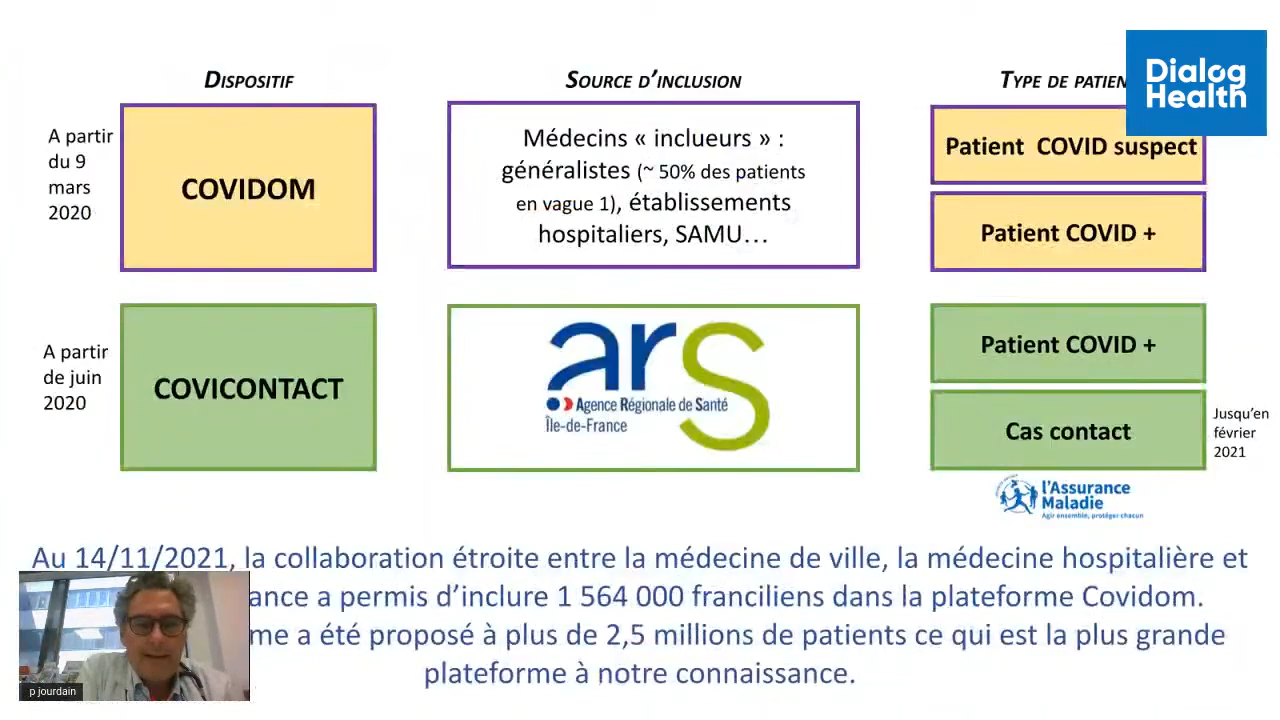 DISPOSITIF
SOURCE D'INCLUSION
TYPE DE
Dialog
Health
A partir
du 9
mars
2020
COVIDOM
Médecins « inclueurs » :
généralistes (~ 50% des patients
en vague 1), établissements
hospitaliers, SAMU…
Patient COVID suspect
Patient COVID +
A partir
de juin
2020
COVICONTACT
ars
Agence Régionale de Santé
Île-de-France
Patient COVID +
Cas contact
Jusqu'en
février
2021
l'Assurance
Maladie
Agir ensemble, protéger chacun
Au 14/11/2021, la collaboration étroite entre la médecine de ville, la médecine hospitalière et
a permis d'inclure 1 564 000 franciliens dans la plateforme Covidom.
a été proposé à plus de 2,5 millions de patients ce qui est la plus grande
plateforme à notre connaissance.
p jourdain